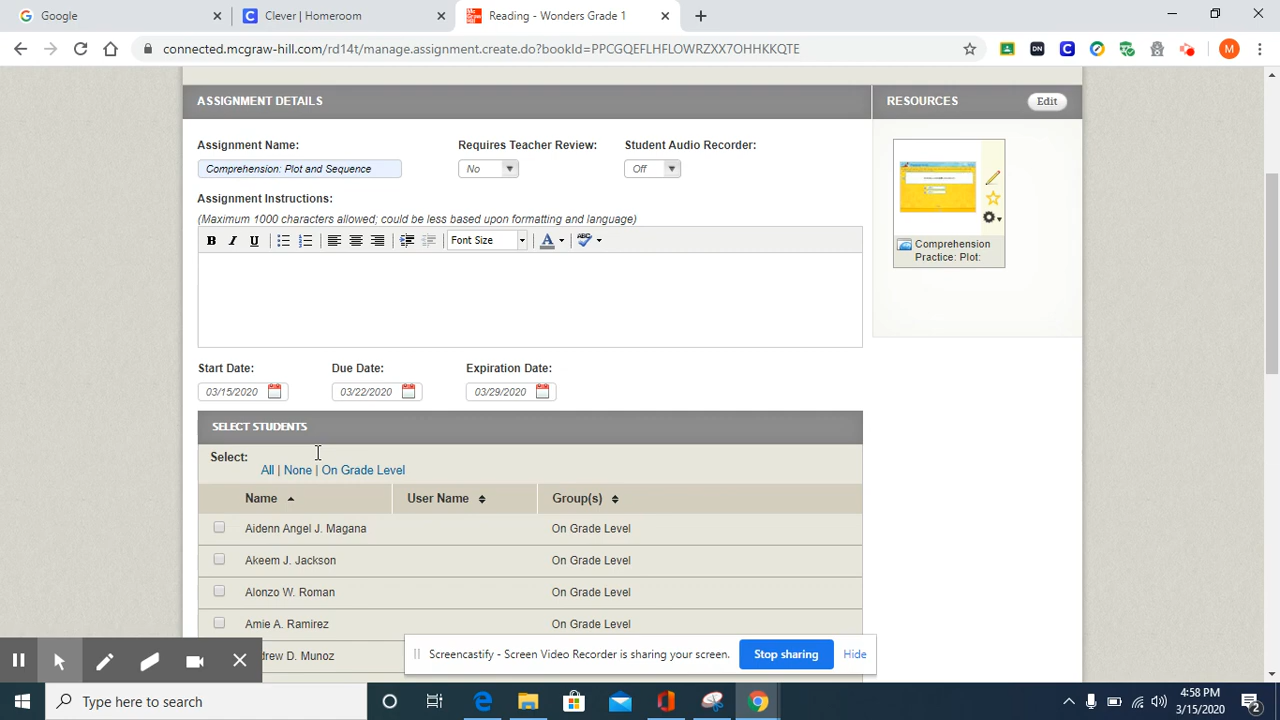 Google
Clever | Homeroom
Reading - Wonders Grade 1
connected.mcgraw-hill.com/rd14t/manage.assignment.create.do?bookId=PPCGQEFLHFLOWRZXX7OHHKKQTE
DN
C
M
ASSIGNMENT DETAILS
RESOURCES
Edit
Assignment Name:
Requires Teacher Review:
Student Audio Recorder:
Comprehension: Plot and Sequence
No
Off
Assignment Instructions:
(Maximum 1000 characters allowed; could be less based upon formatting and language)
B I U
Font Size
A
ABC
Comprehension
Practice: Plot:
Start Date:
Due Date:
Expiration Date:
03/15/2020
03/22/2020
03/29/2020
SELECT STUDENTS
Select:
All | None | On Grade Level
Name
User Name
Group(s)
Aidenn Angel J. Magana
On Grade Level
Akeem J. Jackson
On Grade Level
Alonzo W. Roman
On Grade Level
Amie A. Ramirez
On Grade Level
drew D. Munoz
Screencastify - Screen Video Recorder is sharing your screen.
Stop sharing
Hide
Type here to search
4:58 PM
3/15/2020
2